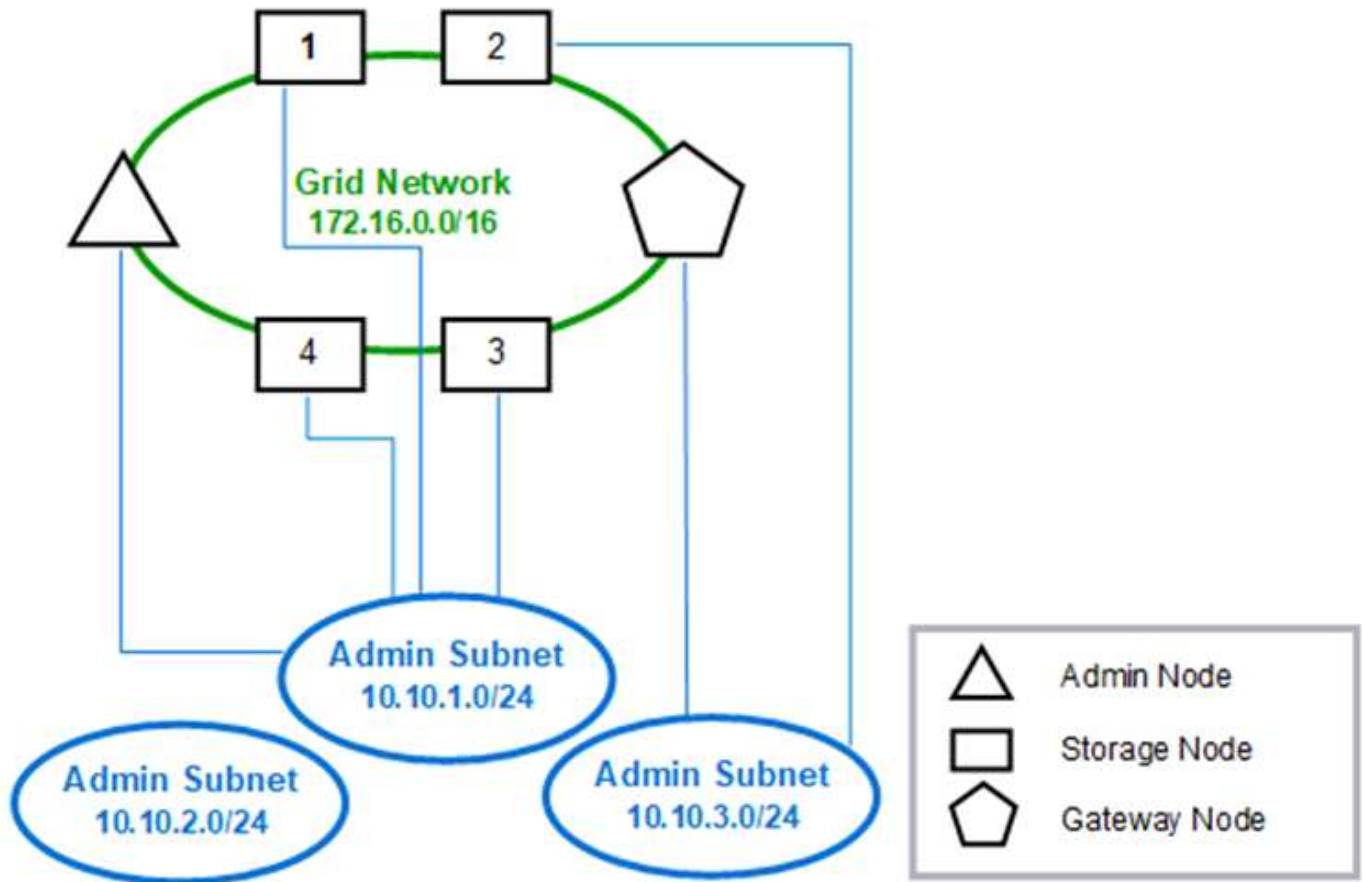 1
2
Grid Network
172.16.0.0/16
4
3
Admin Subnet
10.10.1.0/24
Admin Subnet
10.10.2.0/24
Admin Subnet
10.10.3.0/24
Admin Node
Storage Node
Gateway Node